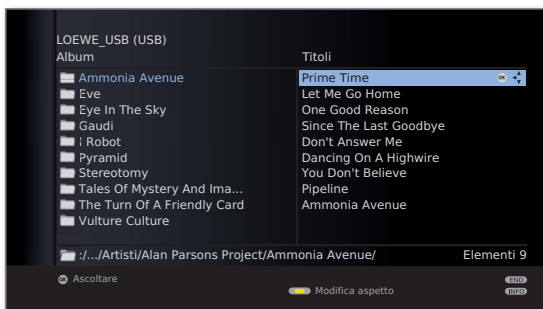 LOEWE_USB (USB)
Album Titoli
Ammonia Avenue
Eve
Eye In The Sky
Gaudi
I Robot
Pyramid
Stereotomy
Tales Of Mystery And Ima...
The Turn Of A Friendly Card
Vulture Culture
Prime Time OK
Let Me Go Home
One Good Reason
Since The Last Goodbye
Don't Answer Me
Dancing On A Highwire
You Don't Believe
Pipeline
Ammonia Avenue
:/.../Artisti/Alan Parsons Project/Ammonia Avenue/ Elementi 9
OK Ascoltare END
Modifica aspetto INFO